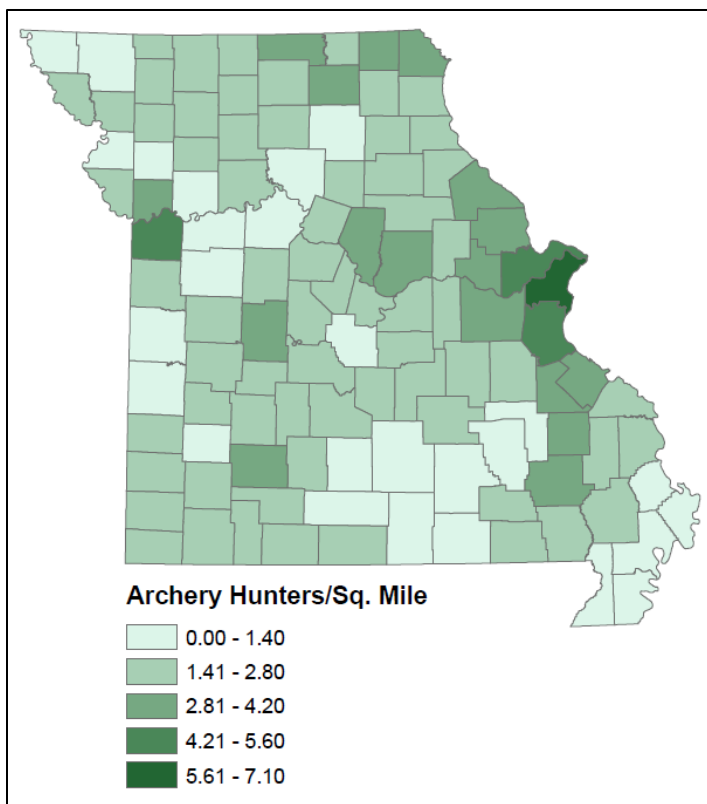 Archery Hunters/Sq. Mile
0.00 - 1.40
1.41 - 2.80
2.81 - 4.20
4.21 - 5.60
5.61 - 7.10